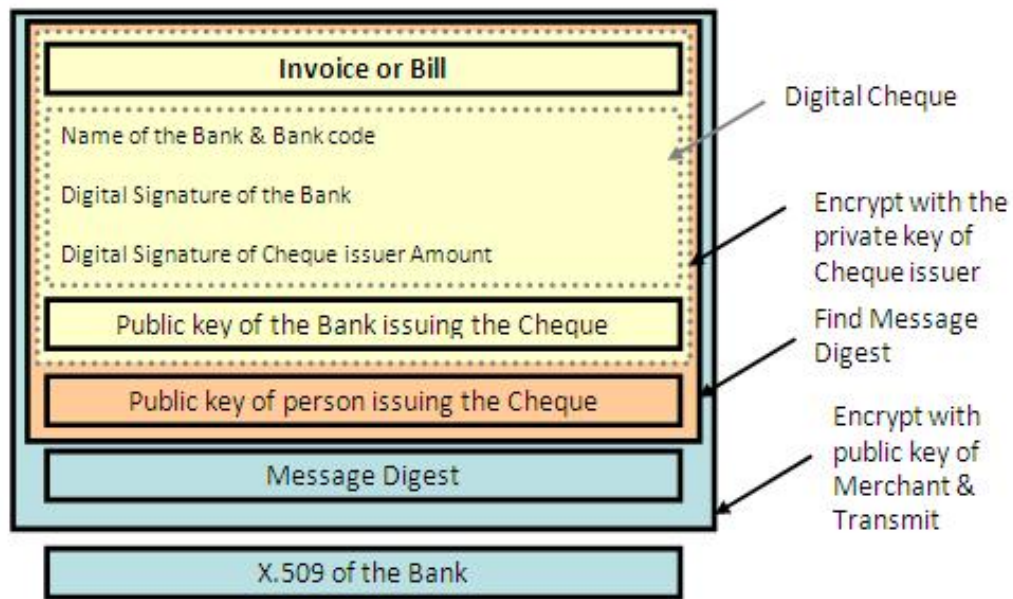 Invoice or Bill
Name of the Bank & Bank code
Digital Signature of the Bank
Digital Signature of Cheque issuer Amount
Public key of the Bank issuing the Cheque
Public key of person issuing the Cheque
Message Digest
X.509 of the Bank
Digital Cheque
Encrypt with the
private key of
Cheque issuer
Find Message
Digest
Encrypt with
public key of
Merchant &
Transmit